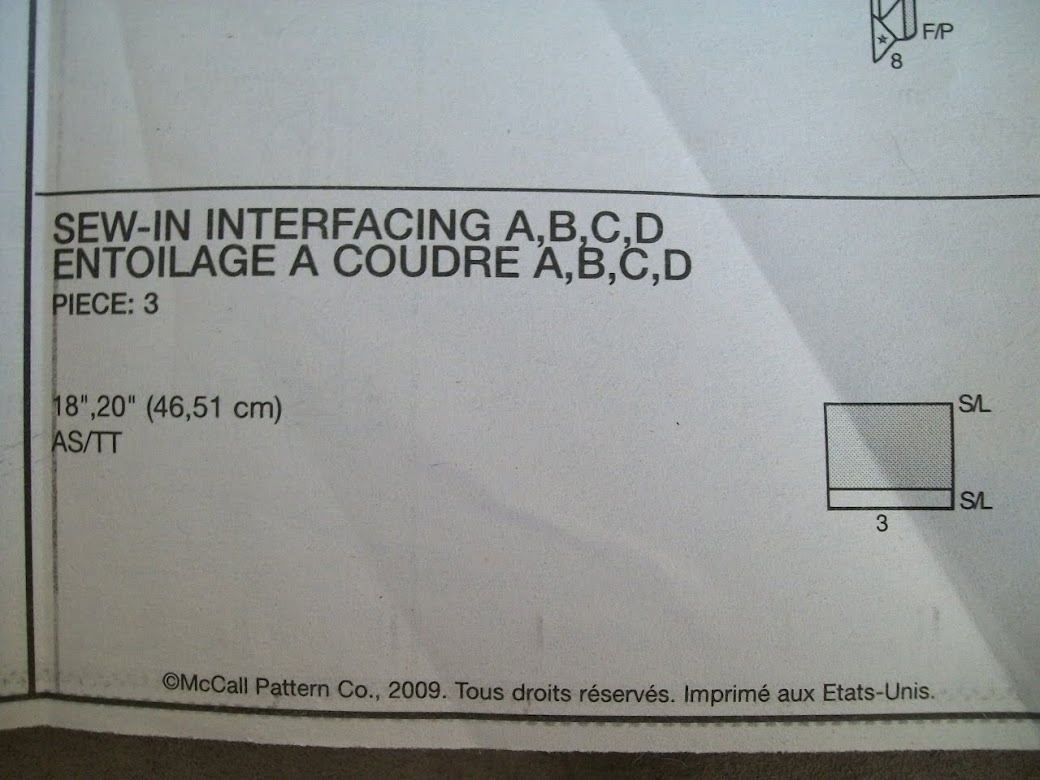 F/P
8
SEW-IN INTERFACING A,B,C,D
ENTOILAGE A COUDRE A,B,C,D
PIECE: 3
18",20" (46,51 cm)
AS/TT
S/L
S/L
3
©McCall Pattern Co., 2009. Tous droits réservés. Imprimé aux Etats-Unis.